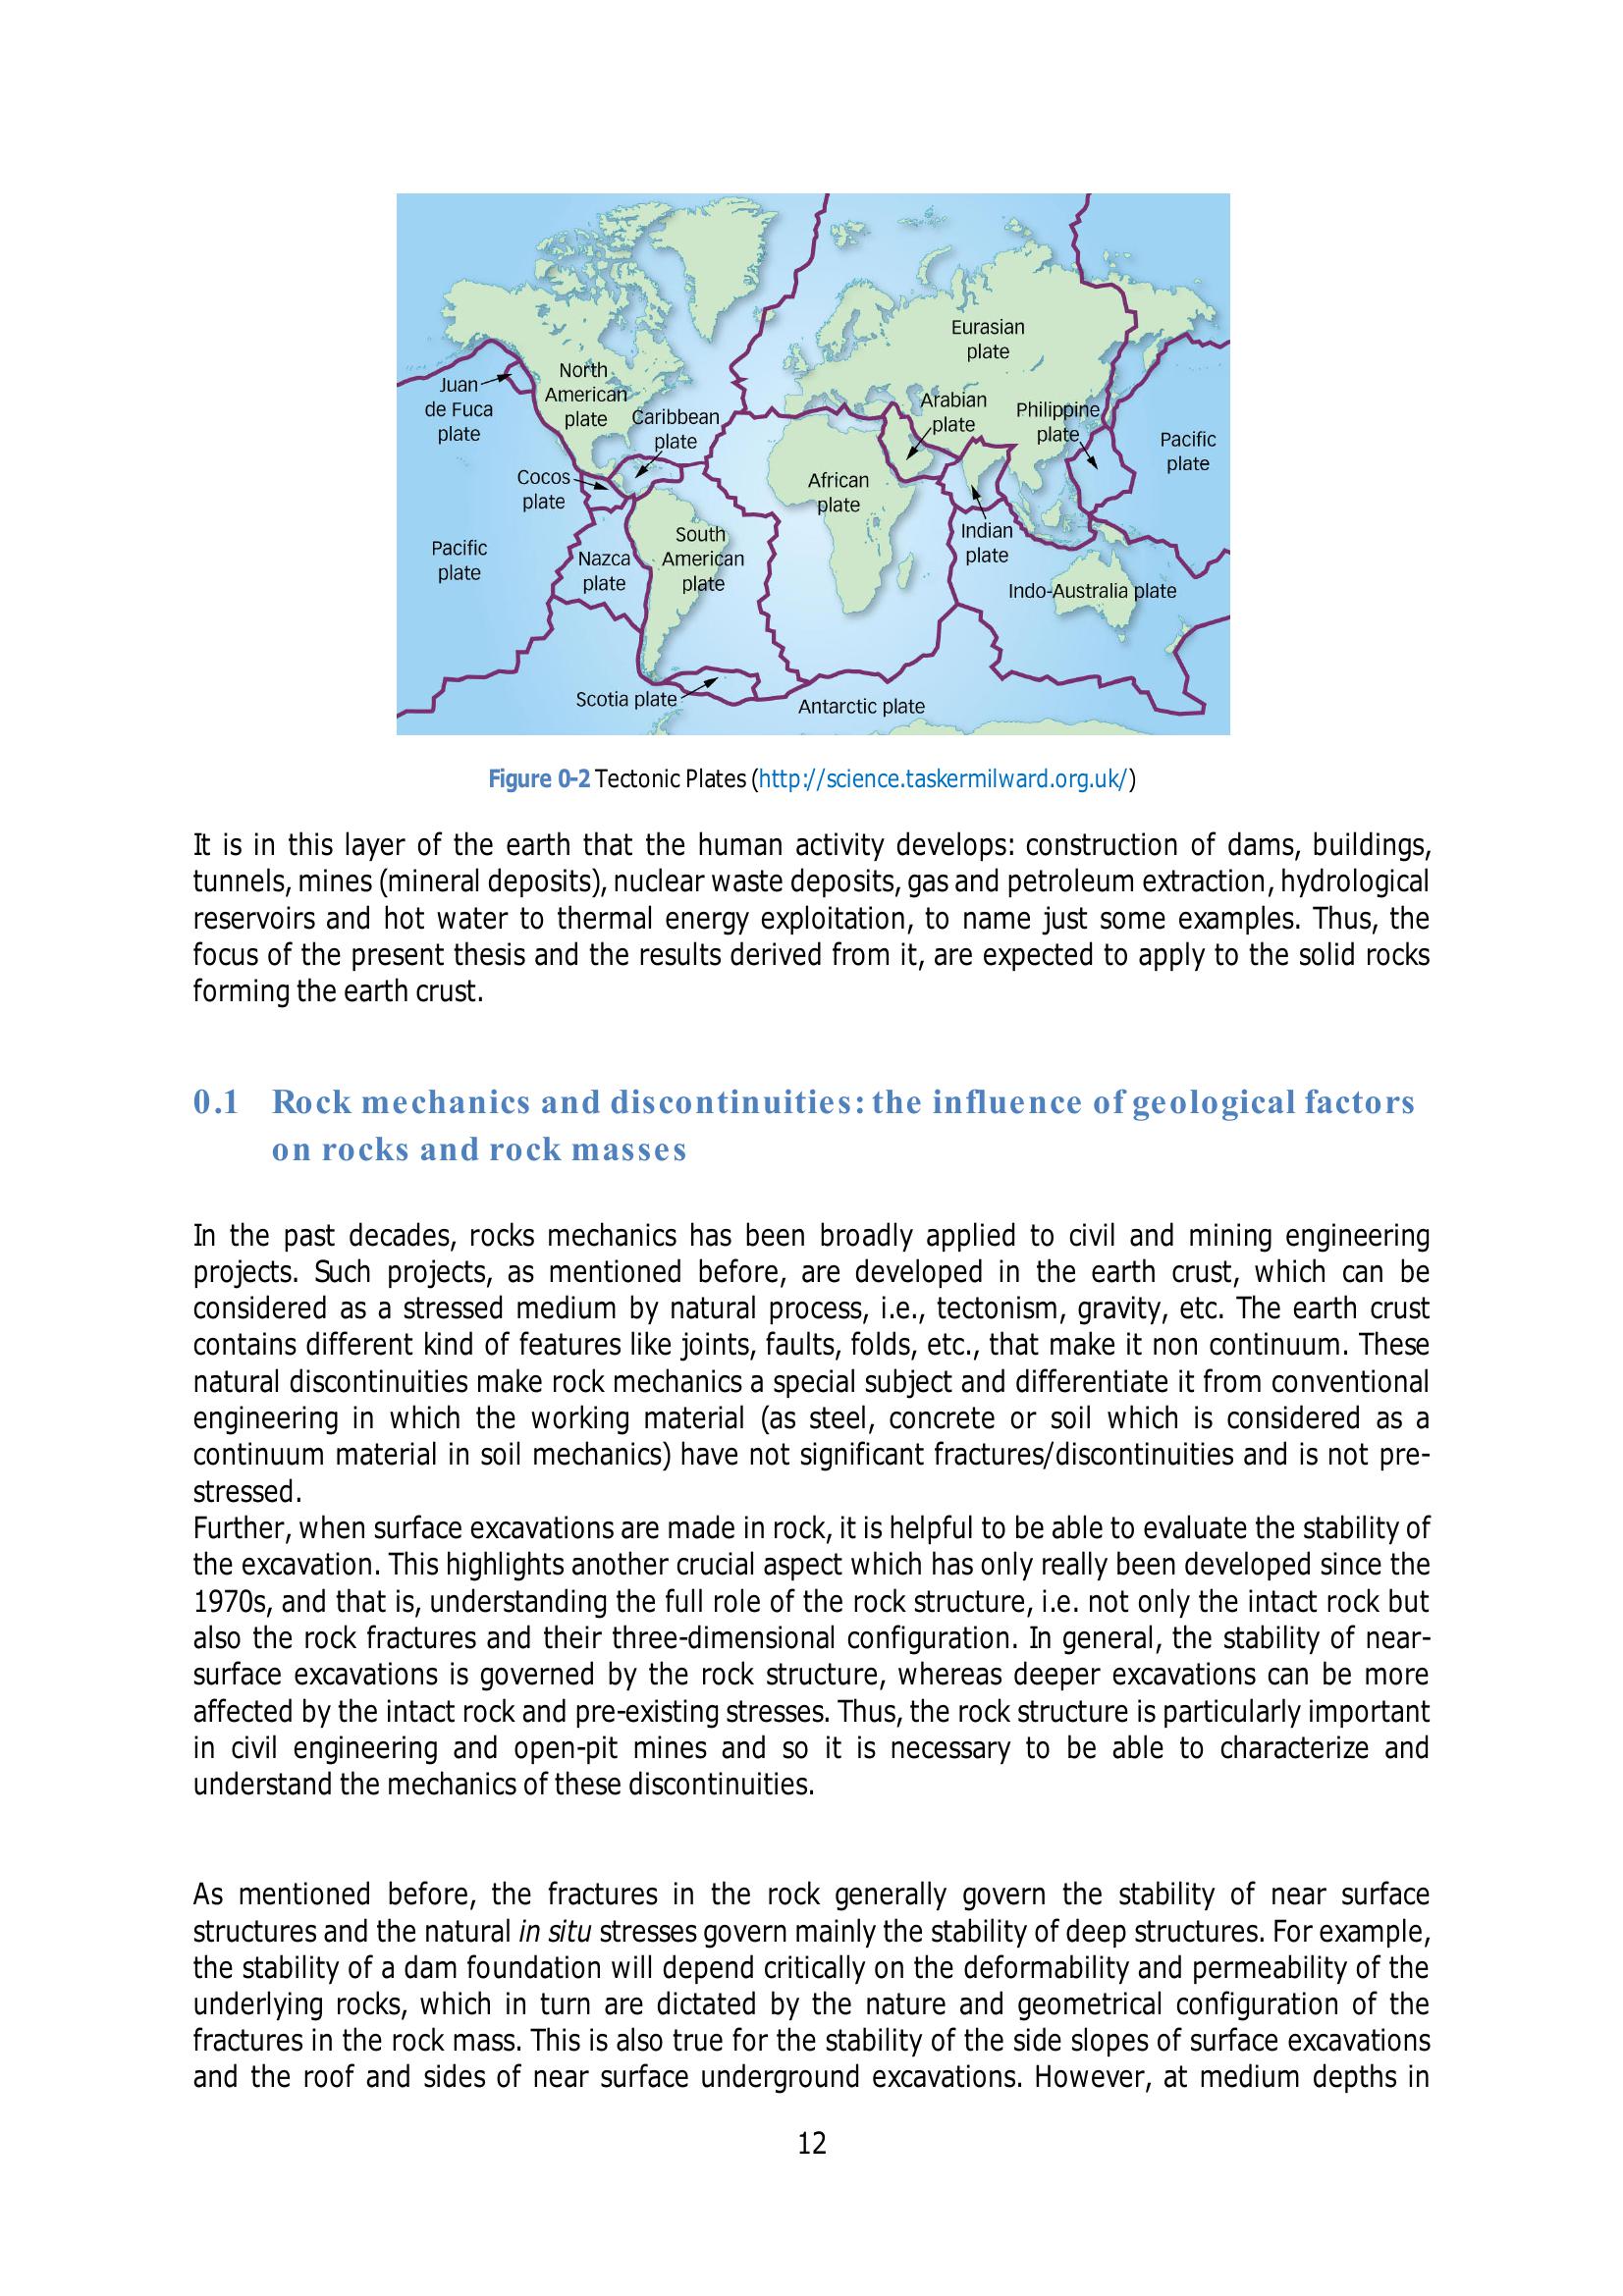 Eurasian
plate
Juan
de Fuca
plate
North
American
plate
Caribbean
plate
Arabian
plate
Philippine
plate
Pacific
plate
Cocos
plate
African
plate
Indian
plate
Pacific
plate
Nazca
plate
South
American
plate
Indo-Australia plate
Scotia plate
Antarctic plate
Figure 0-2 Tectonic Plates (http://science.taskermilward.org.uk/)
It is in this layer of the earth that the human activity develops: construction of dams, buildings,
tunnels, mines (mineral deposits), nuclear waste deposits, gas and petroleum extraction, hydrological
reservoirs and hot water to thermal energy exploitation, to name just some examples. Thus, the
focus of the present thesis and the results derived from it, are expected to apply to the solid rocks
forming the earth crust.
0.1 Rock mechanics and discontinuities: the influence of geological factors
on rocks and rock masses
In the past decades, rocks mechanics has been broadly applied to civil and mining engineering
projects. Such projects, as mentioned before, are developed in the earth crust, which can be
considered as a stressed medium by natural process, i.e., tectonism, gravity, etc. The earth crust
contains different kind of features like joints, faults, folds, etc., that make it non continuum. These
natural discontinuities make rock mechanics a special subject and differentiate it from conventional
engineering in which the working material (as steel, concrete or soil which is considered as a
continuum material in soil mechanics) have not significant fractures/discontinuities and is not pre-
stressed.
Further, when surface excavations are made in rock, it is helpful to be able to evaluate the stability of
the excavation. This highlights another crucial aspect which has only really been developed since the
1970s, and that is, understanding the full role of the rock structure, i.e. not only the intact rock but
also the rock fractures and their three-dimensional configuration. In general, the stability of near-
surface excavations is governed by the rock structure, whereas deeper excavations can be more
affected by the intact rock and pre-existing stresses. Thus, the rock structure is particularly important
in civil engineering and open-pit mines and so it is necessary to be able to characterize and
understand the mechanics of these discontinuities.
As mentioned before, the fractures in the rock generally govern the stability of near surface
structures and the natural in situ stresses govern mainly the stability of deep structures. For example,
the stability of a dam foundation will depend critically on the deformability and permeability of the
underlying rocks, which in turn are dictated by the nature and geometrical configuration of the
fractures in the rock mass. This is also true for the stability of the side slopes of surface excavations
and the roof and sides of near surface underground excavations. However, at medium depths in
12